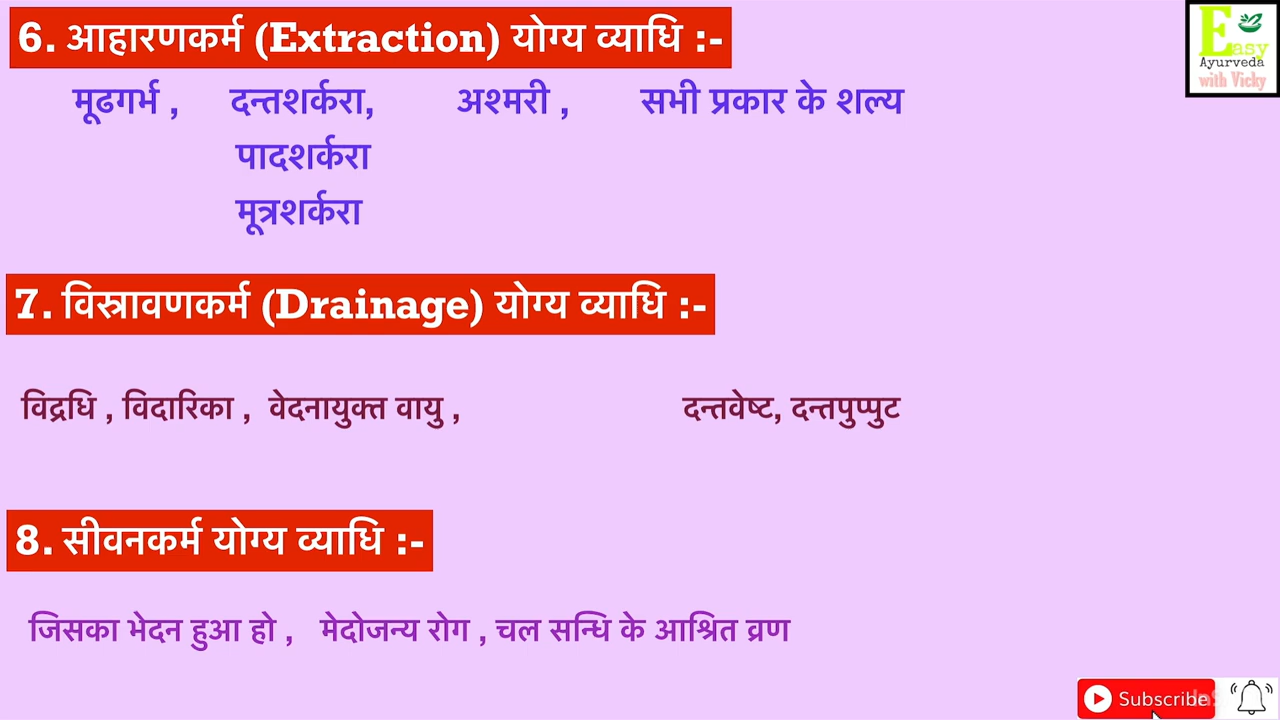 6. आहारणकर्म (Extraction) योग्य व्याधि :-
Easy
Ayurveda
with Vicky
मूढगर्भ , दन्तशर्करा, अश्मरी , सभी प्रकार के शल्य
पादशर्करा
मूत्रशर्करा
7. विस्रावणकर्म (Drainage) योग्य व्याधि :-
विद्रधि , विदारिका , वेदनायुक्त वायु , दन्तवेष्ट, दन्तपुप्पुट
8. सीवनकर्म योग्य व्याधि :-
जिसका भेदन हुआ हो , मेदोजन्य रोग , चल सन्धि के आश्रित व्रण
Subscribe